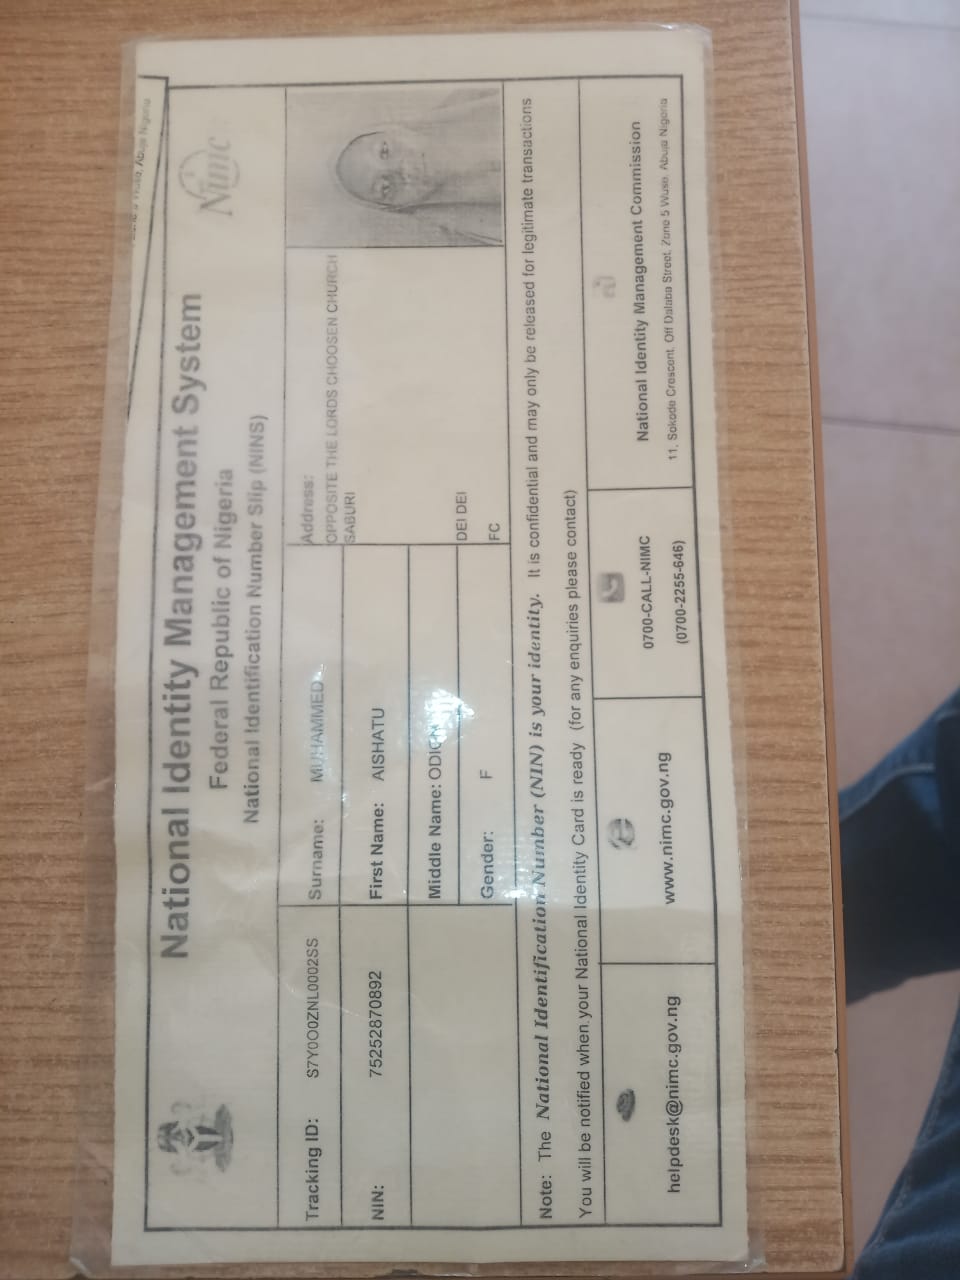 Wuse, Abuja Nigeria
National Identity Management System
Federal Republic of Nigeria
National Identification Number Slip (NINS)
Nimc
Tracking ID: S7Y0O0ZNL0002SS
Surname: MUHAMMED
Address:
OPPOSITE THE LORDS CHOOSEN CHURCH
SABURI
NIN: 75252870892
First Name: AISHATU
Middle Name:
DEI DEI
Gender: F
FC
Note: The National Identification Number (NIN) is your identity. It is confidential and may only be released for legitimate transactions
You will be notified when your National Identity Card is ready (for any enquiries please contact)
helpdesk@nimc.gov.ng
www.nimc.gov.ng
0700-CALL-NIMC
(0700-2255-646)
National Identity Management Commission
11, Sokode Crescent, Off Dalaba Street, Zone 5 Wuse, Abuja Nigeria